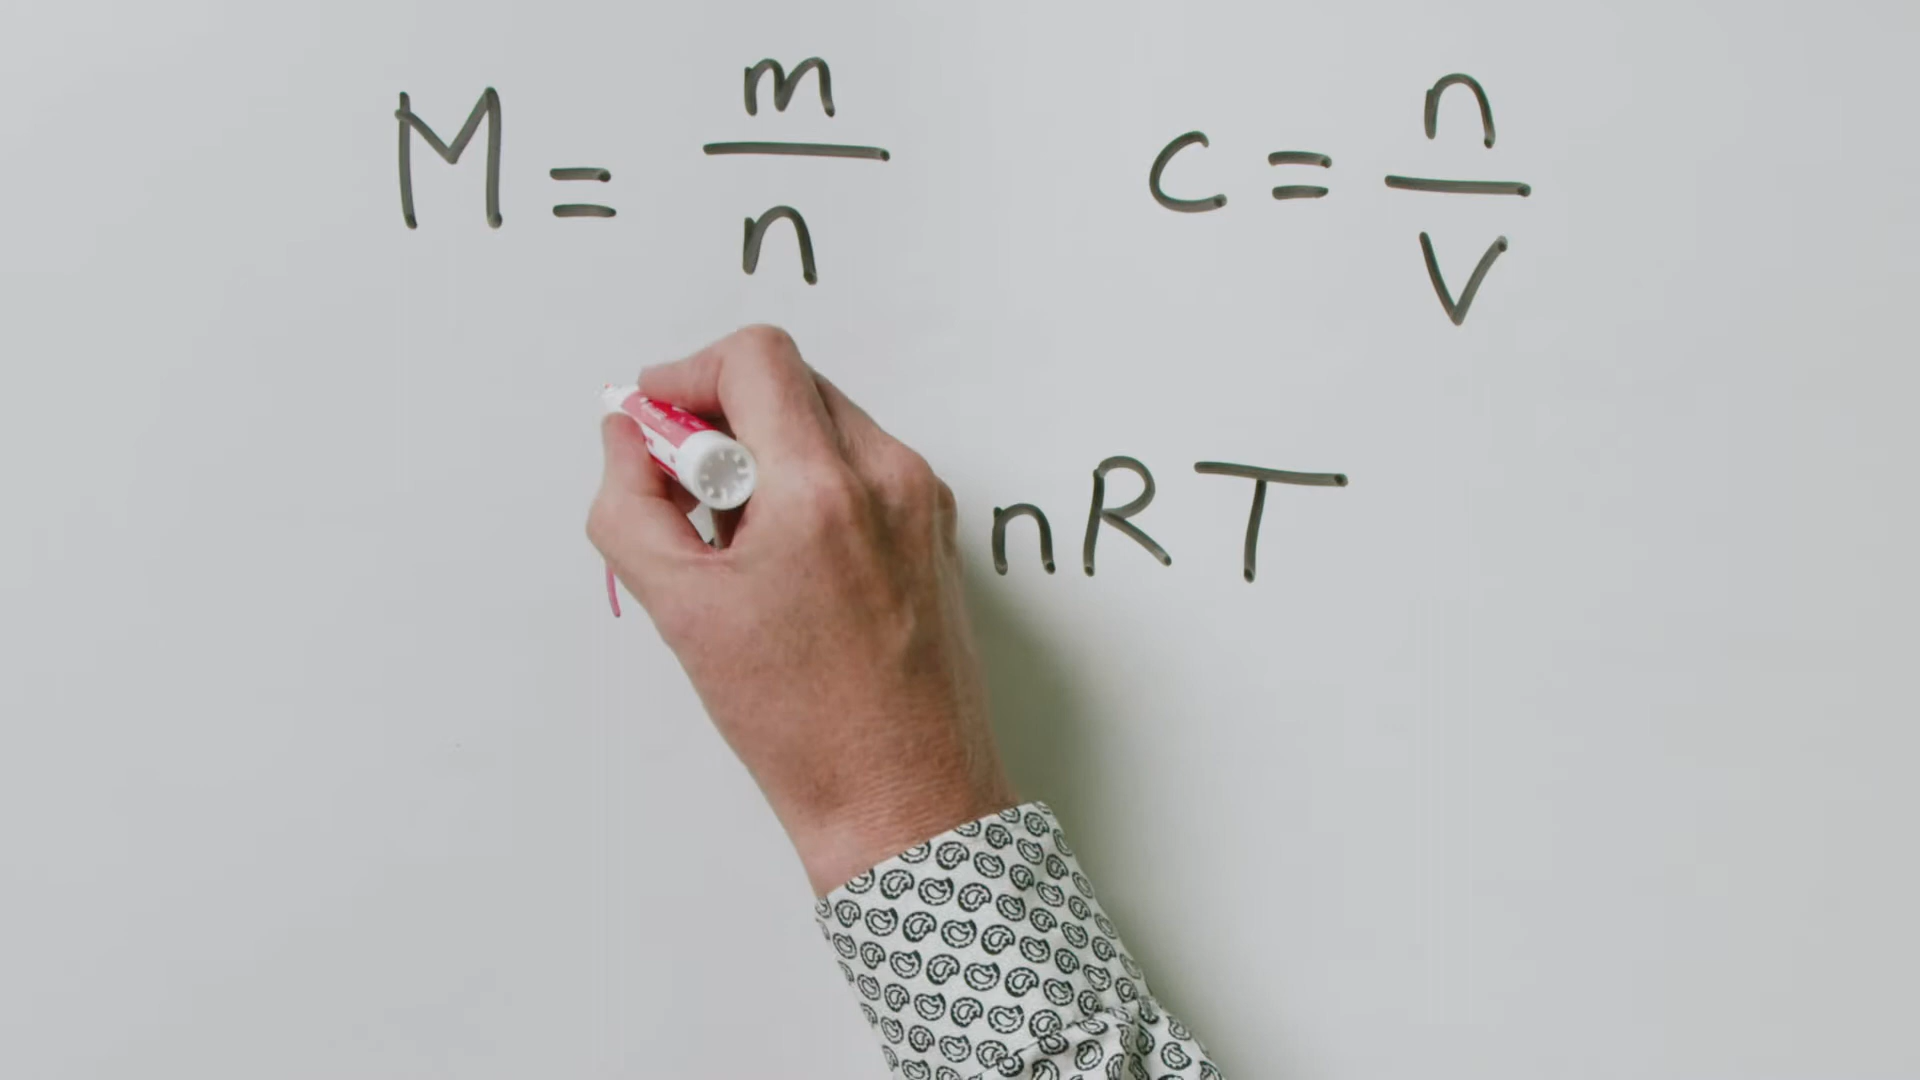 M = m/n
c = n/V
nRT